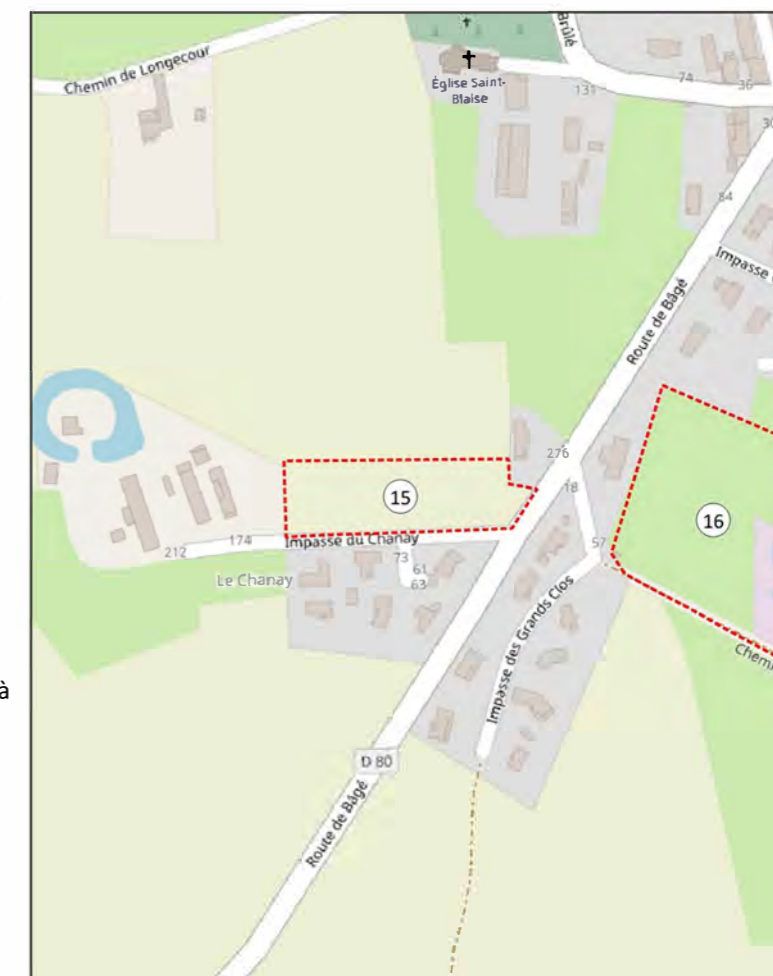 Chemin de Longecour
Église Saint-
Blaise
Brûlé
131
74
36
30
84
Impasse
Route de Bâgé
276
18
15
16
174
212
Impasse du Chanay
73
61
63
57
Le Chanay
Impasse des Grands Clos
Chemi
à
D 80
Route de Bâgé